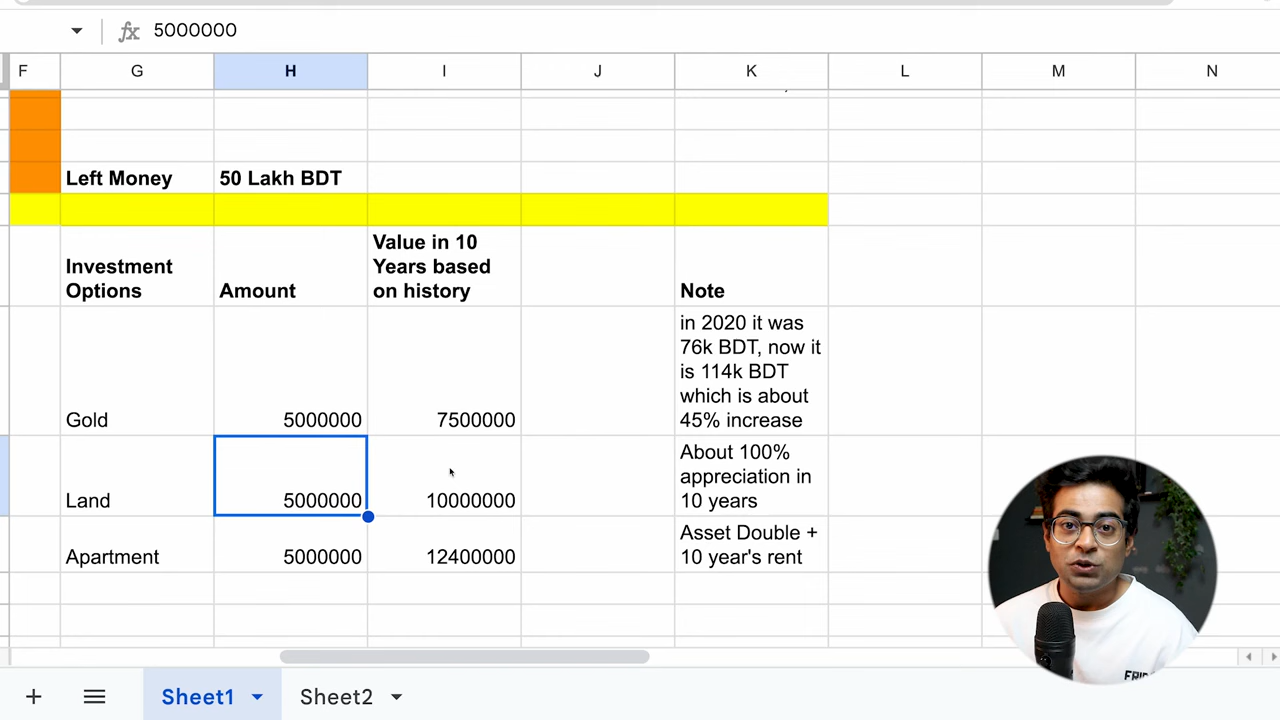 fx 5000000
F G H I J K L M N
Left Money 50 Lakh BDT
Value in 10
Years based
on history
Investment
Options
Amount
Note
in 2020 it was
76k BDT, now it
is 114k BDT
which is about
45% increase
Gold 5000000 7500000
About 100%
appreciation in
10 years
Land 5000000 10000000
Asset Double +
10 year's rent
Apartment 5000000 12400000
+ Sheet1 Sheet2